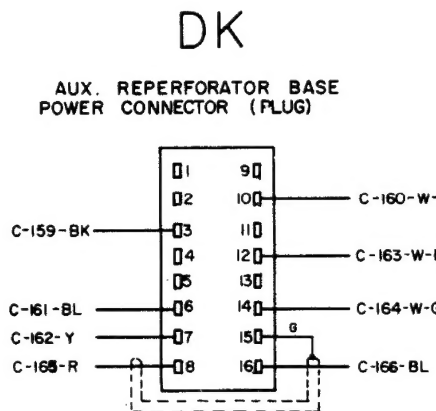 DK
AUX. REPERFORATOR BASE
POWER CONNECTOR (PLUG)
1 9
2 10 C-160-W-
C-159-BK 3 11
4 12 C-163-W-
5 13
C-161-BL 6 14 C-164-W-G
C-162-Y 7 15 G
C-165-R 8 16 C-166-BL